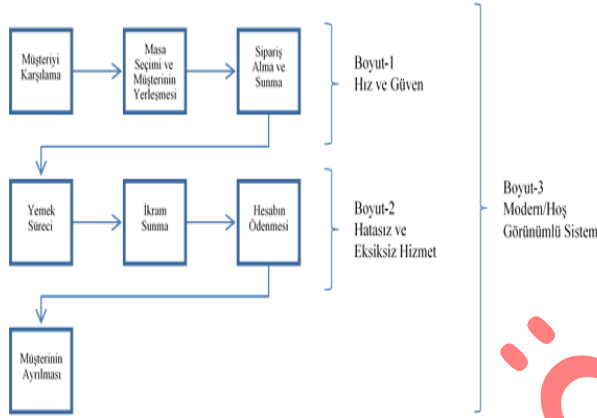 Müşteriyi
Karşılama
Masa
Seçimi ve
Müşterinin
Yerleşmesi
Sipariş
Alma ve
Sunma
Boyut-1
Hız ve Güven
Yemek
Süreci
İkram
Sunma
Hesabın
Ödenmesi
Boyut-2
Hatasız ve
Eksiksiz Hizmet
Boyut-3
Modern/Hoş
Görünümlü Sistem
Müşterinin
Ayrılması